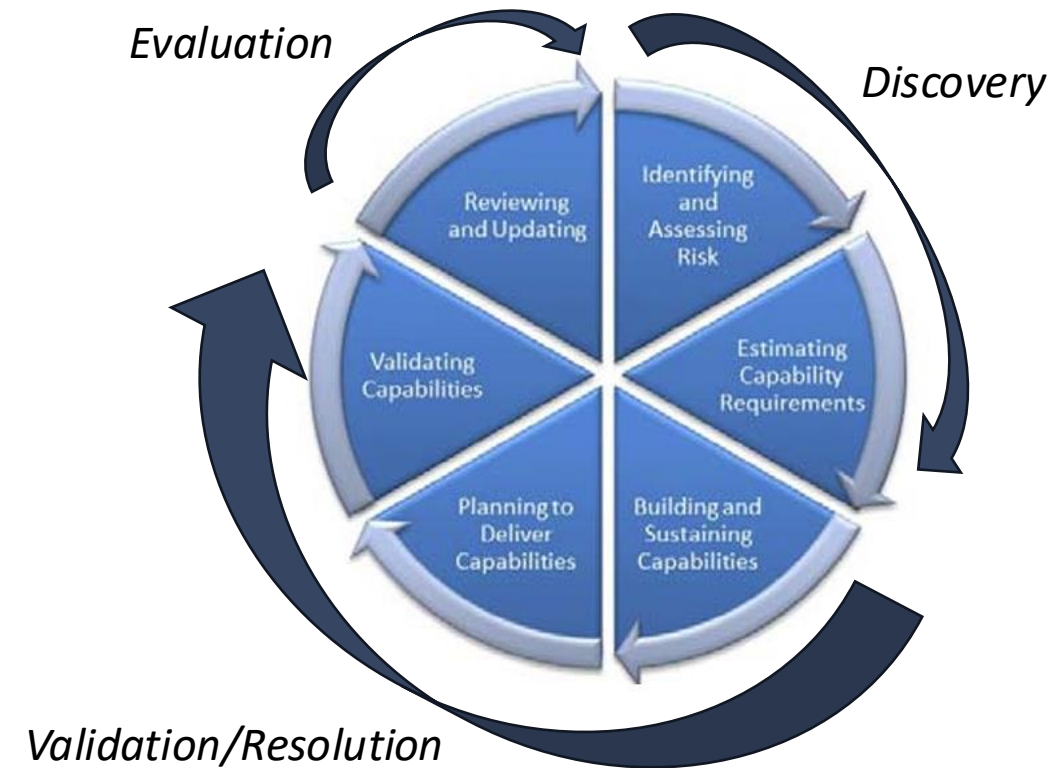 Evaluation
Discovery
Identifying
and
Assessing
Risk
Reviewing
and Updating
Estimating
Capability
Requirements
Validating
Capabilities
Planning to
Deliver
Capabilities
Building and
Sustaining
Capabilities
Validation/Resolution